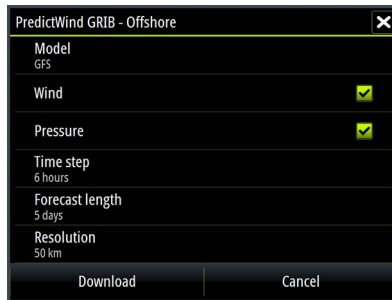 PredictWind GRIB - Offshore
Model
GFS
Wind
Pressure
Time step
6 hours
Forecast length
5 days
Resolution
50 km
Download Cancel